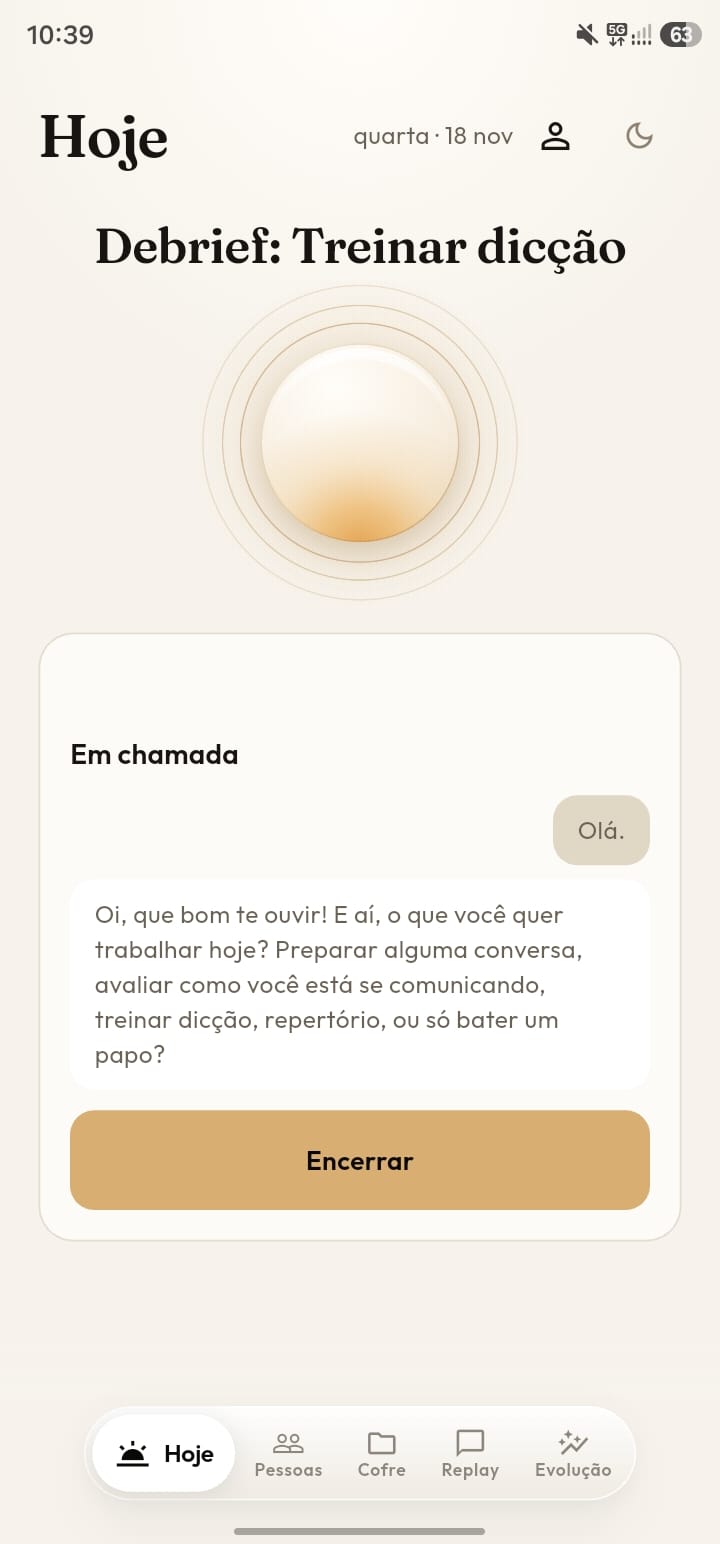 10:39
5G
63
Hoje
quarta · 18 nov
Debrief: Treinar dicção
Em chamada
Olá.
Oi, que bom te ouvir! E aí, o que você quer
trabalhar hoje? Preparar alguma conversa,
avaliar como você está se comunicando,
treinar dicção, repertório, ou só bater um
papo?
Encerrar
Hoje
Pessoas
Cofre
Replay
Evolução